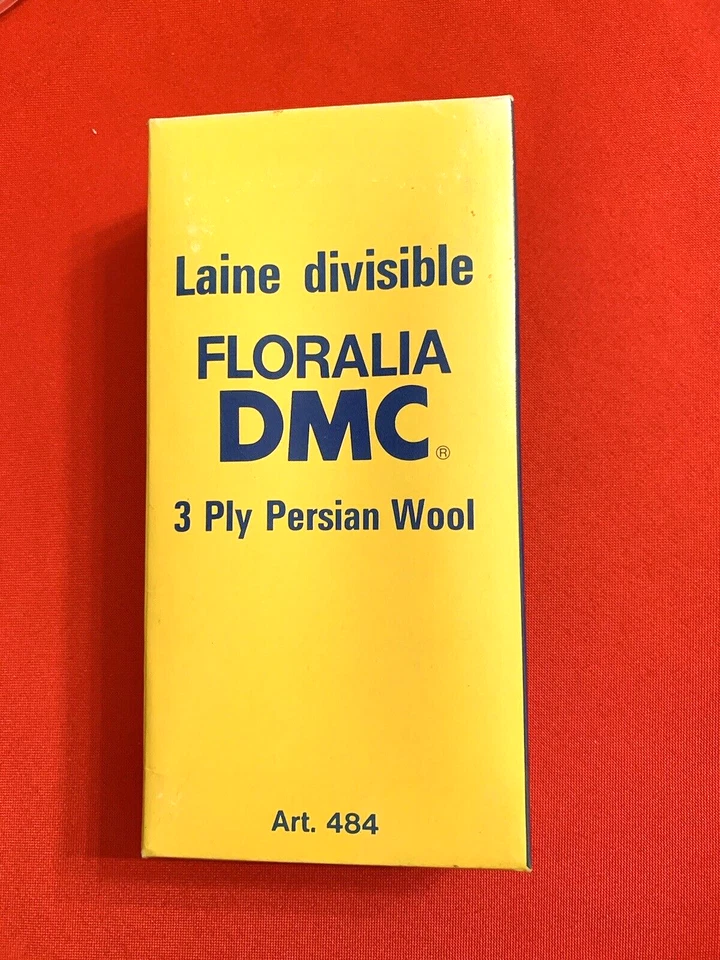 Laine divisible
FLORALIA
DMC®
3 Ply Persian Wool
Art. 484